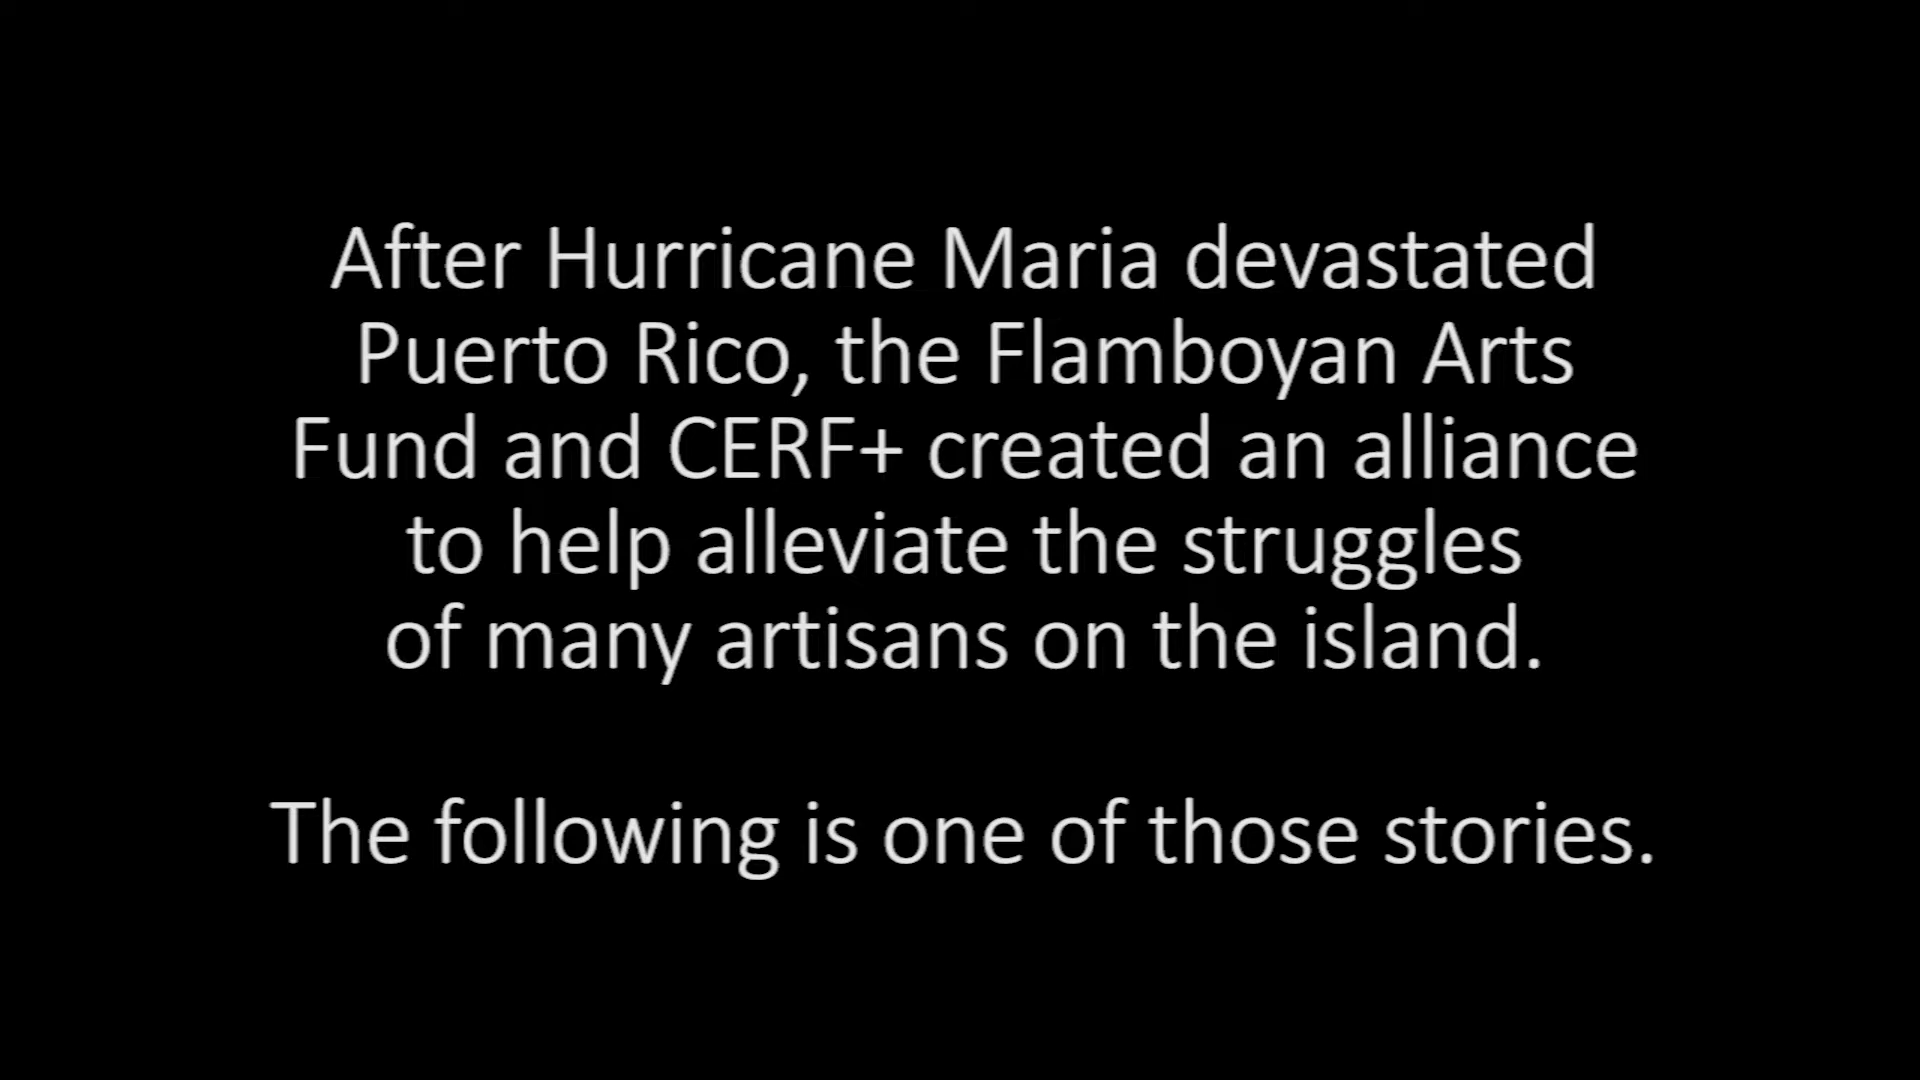 After Hurricane Maria devastated
Puerto Rico, the Flamboyan Arts
Fund and CERF+ created an alliance
to help alleviate the struggles
of many artisans on the island.
The following is one of those stories.